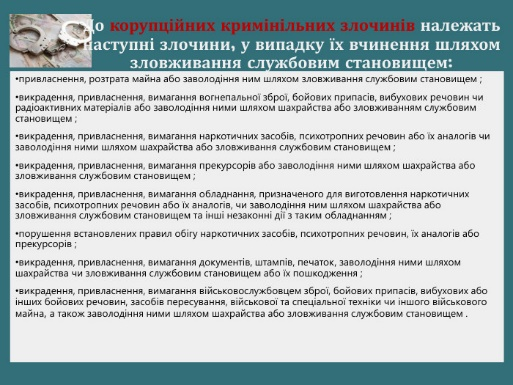 До корупційних кримінільних злочинів належать
наступні злочини, у випадку їх вчинення шляхом
зловживання службовим становищем:
•привласнення, розтрата майна або заволодіння ним шляхом зловживання службовим становищем ;
•викрадення, привласнення, вимагання вогнепальної зброї, бойових припасів, вибухових речовин чи
радіоактивних матеріалів або заволодіння ними шляхом шахрайства або зловживанням службовим
становищем ;
•викрадення, привласнення, вимагання наркотичних засобів, психотропних речовин або їх аналогів чи
заволодіння ними шляхом шахрайства або зловживання службовим становищем ;
•викрадення, привласнення, вимагання прекурсорів або заволодіння ними шляхом шахрайства або
зловживання службовим становищем ;
•викрадення, привласнення, вимагання обладнання, призначеного для виготовлення наркотичних
засобів, психотропних речовин або їх аналогів, чи заволодіння ним шляхом шахрайства або
зловживання службовим становищем та інші незаконні дії з таким обладнанням ;
•порушення встановлених правил обігу наркотичних засобів, психотропних речовин, їх аналогів або
прекурсорів ;
•викрадення, привласнення, вимагання документів, штампів, печаток, заволодіння ними шляхом
шахрайства чи зловживання службовим становищем або їх пошкодження ;
•викрадення, привласнення, вимагання військовослужбовцем зброї, бойових припасів, вибухових або
інших бойових речовин, засобів пересування, військової та спеціальної техніки чи іншого військового
майна, а також заволодіння ними шляхом шахрайства або зловживання службовим становищем .